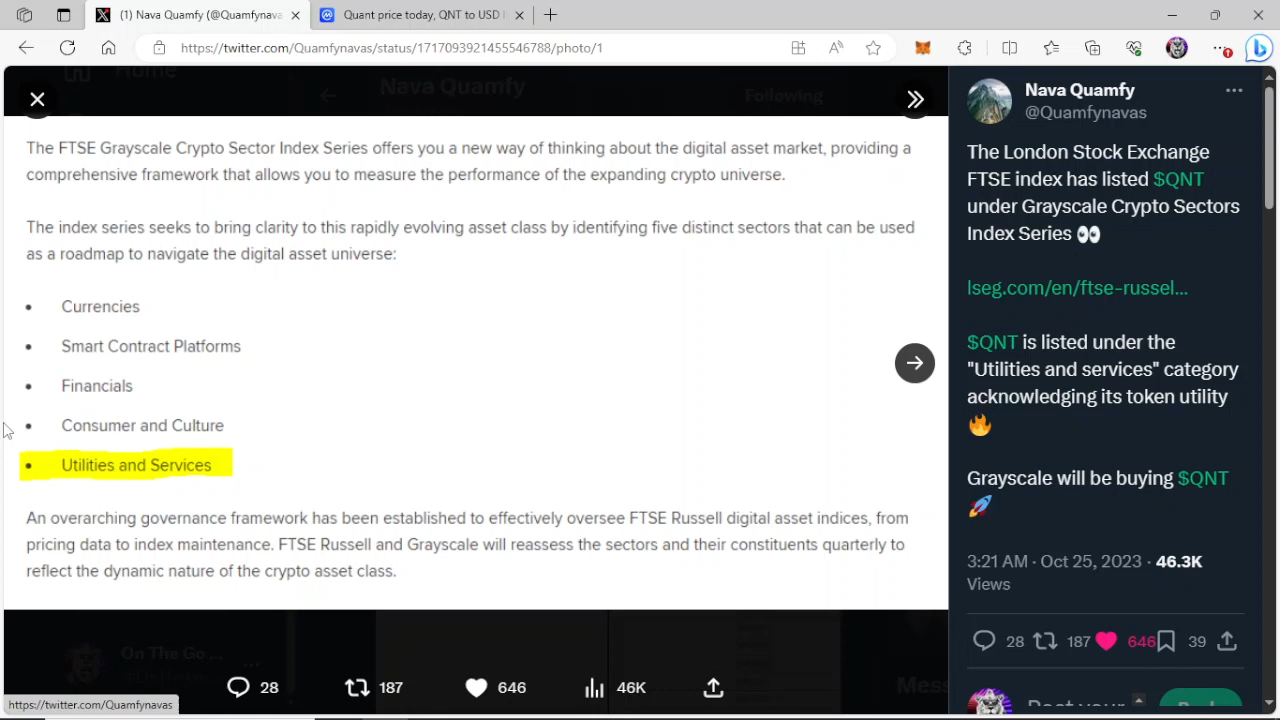 (1) Nava Quamfy (@Quamfynava
Quant price today, QNT to USD
https://twitter.com/Quamfynavas/status/1717093921455546788/photo/1
Home
Nava Quamfy
Following
The FTSE Grayscale Crypto Sector Index Series offers you a new way of thinking about the digital asset market, providing a
comprehensive framework that allows you to measure the performance of the expanding crypto universe.
The index series seeks to bring clarity to this rapidly evolving asset class by identifying five distinct sectors that can be used
as a roadmap to navigate the digital asset universe:
• Currencies
• Smart Contract Platforms
• Financials
• Consumer and Culture
• Utilities and Services
An overarching governance framework has been established to effectively oversee FTSE Russell digital asset indices, from
pricing data to index maintenance. FTSE Russell and Grayscale will reassess the sectors and their constituents quarterly to
reflect the dynamic nature of the crypto asset class.
On The Go ...
28 187 646 46K
https://twitter.com/Quamfynavas
Nava Quamfy
@Quamfynavas
The London Stock Exchange
FTSE index has listed $QNT
under Grayscale Crypto Sectors
Index Series 👀
lseg.com/en/ftse-russel...
$QNT is listed under the
"Utilities and services" category
acknowledging its token utility
🔥
Grayscale will be buying $QNT
🚀
3:21 AM · Oct 25, 2023 · 46.3K
Views
28 187 646 39
Post your